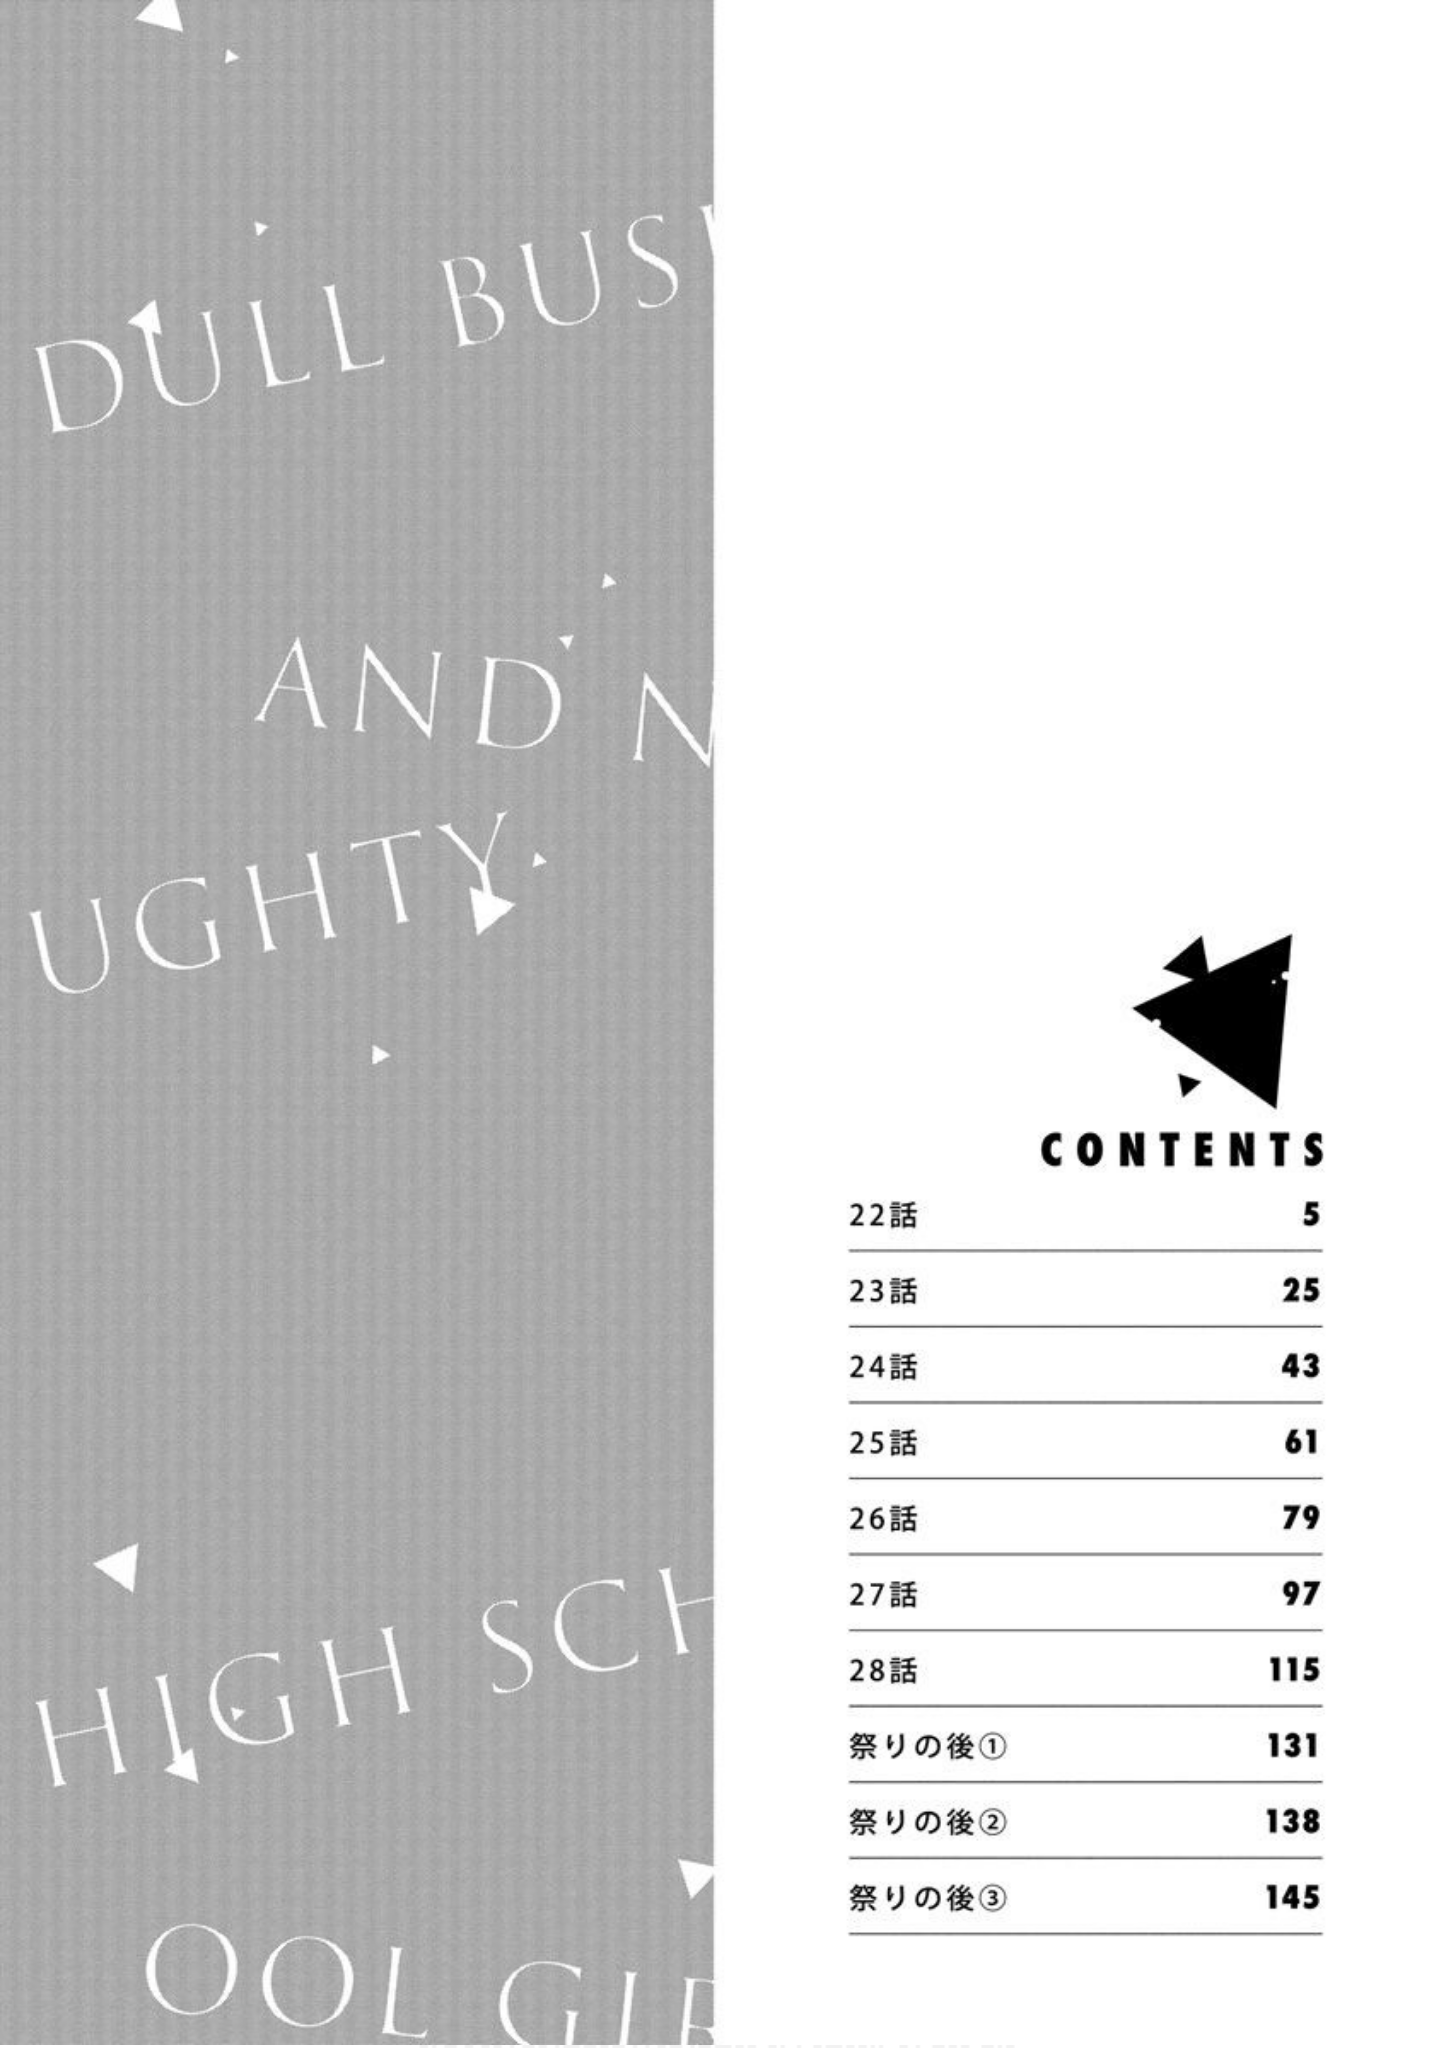 DULL BUSI
AND N
UGHTY
HIGH SCH
OOL GIR
CONTENTS
22話 5
23話 25
24話 43
25話 61
26話 79
27話 97
28話 115
祭りの後① 131
祭りの後② 138
祭りの後③ 145